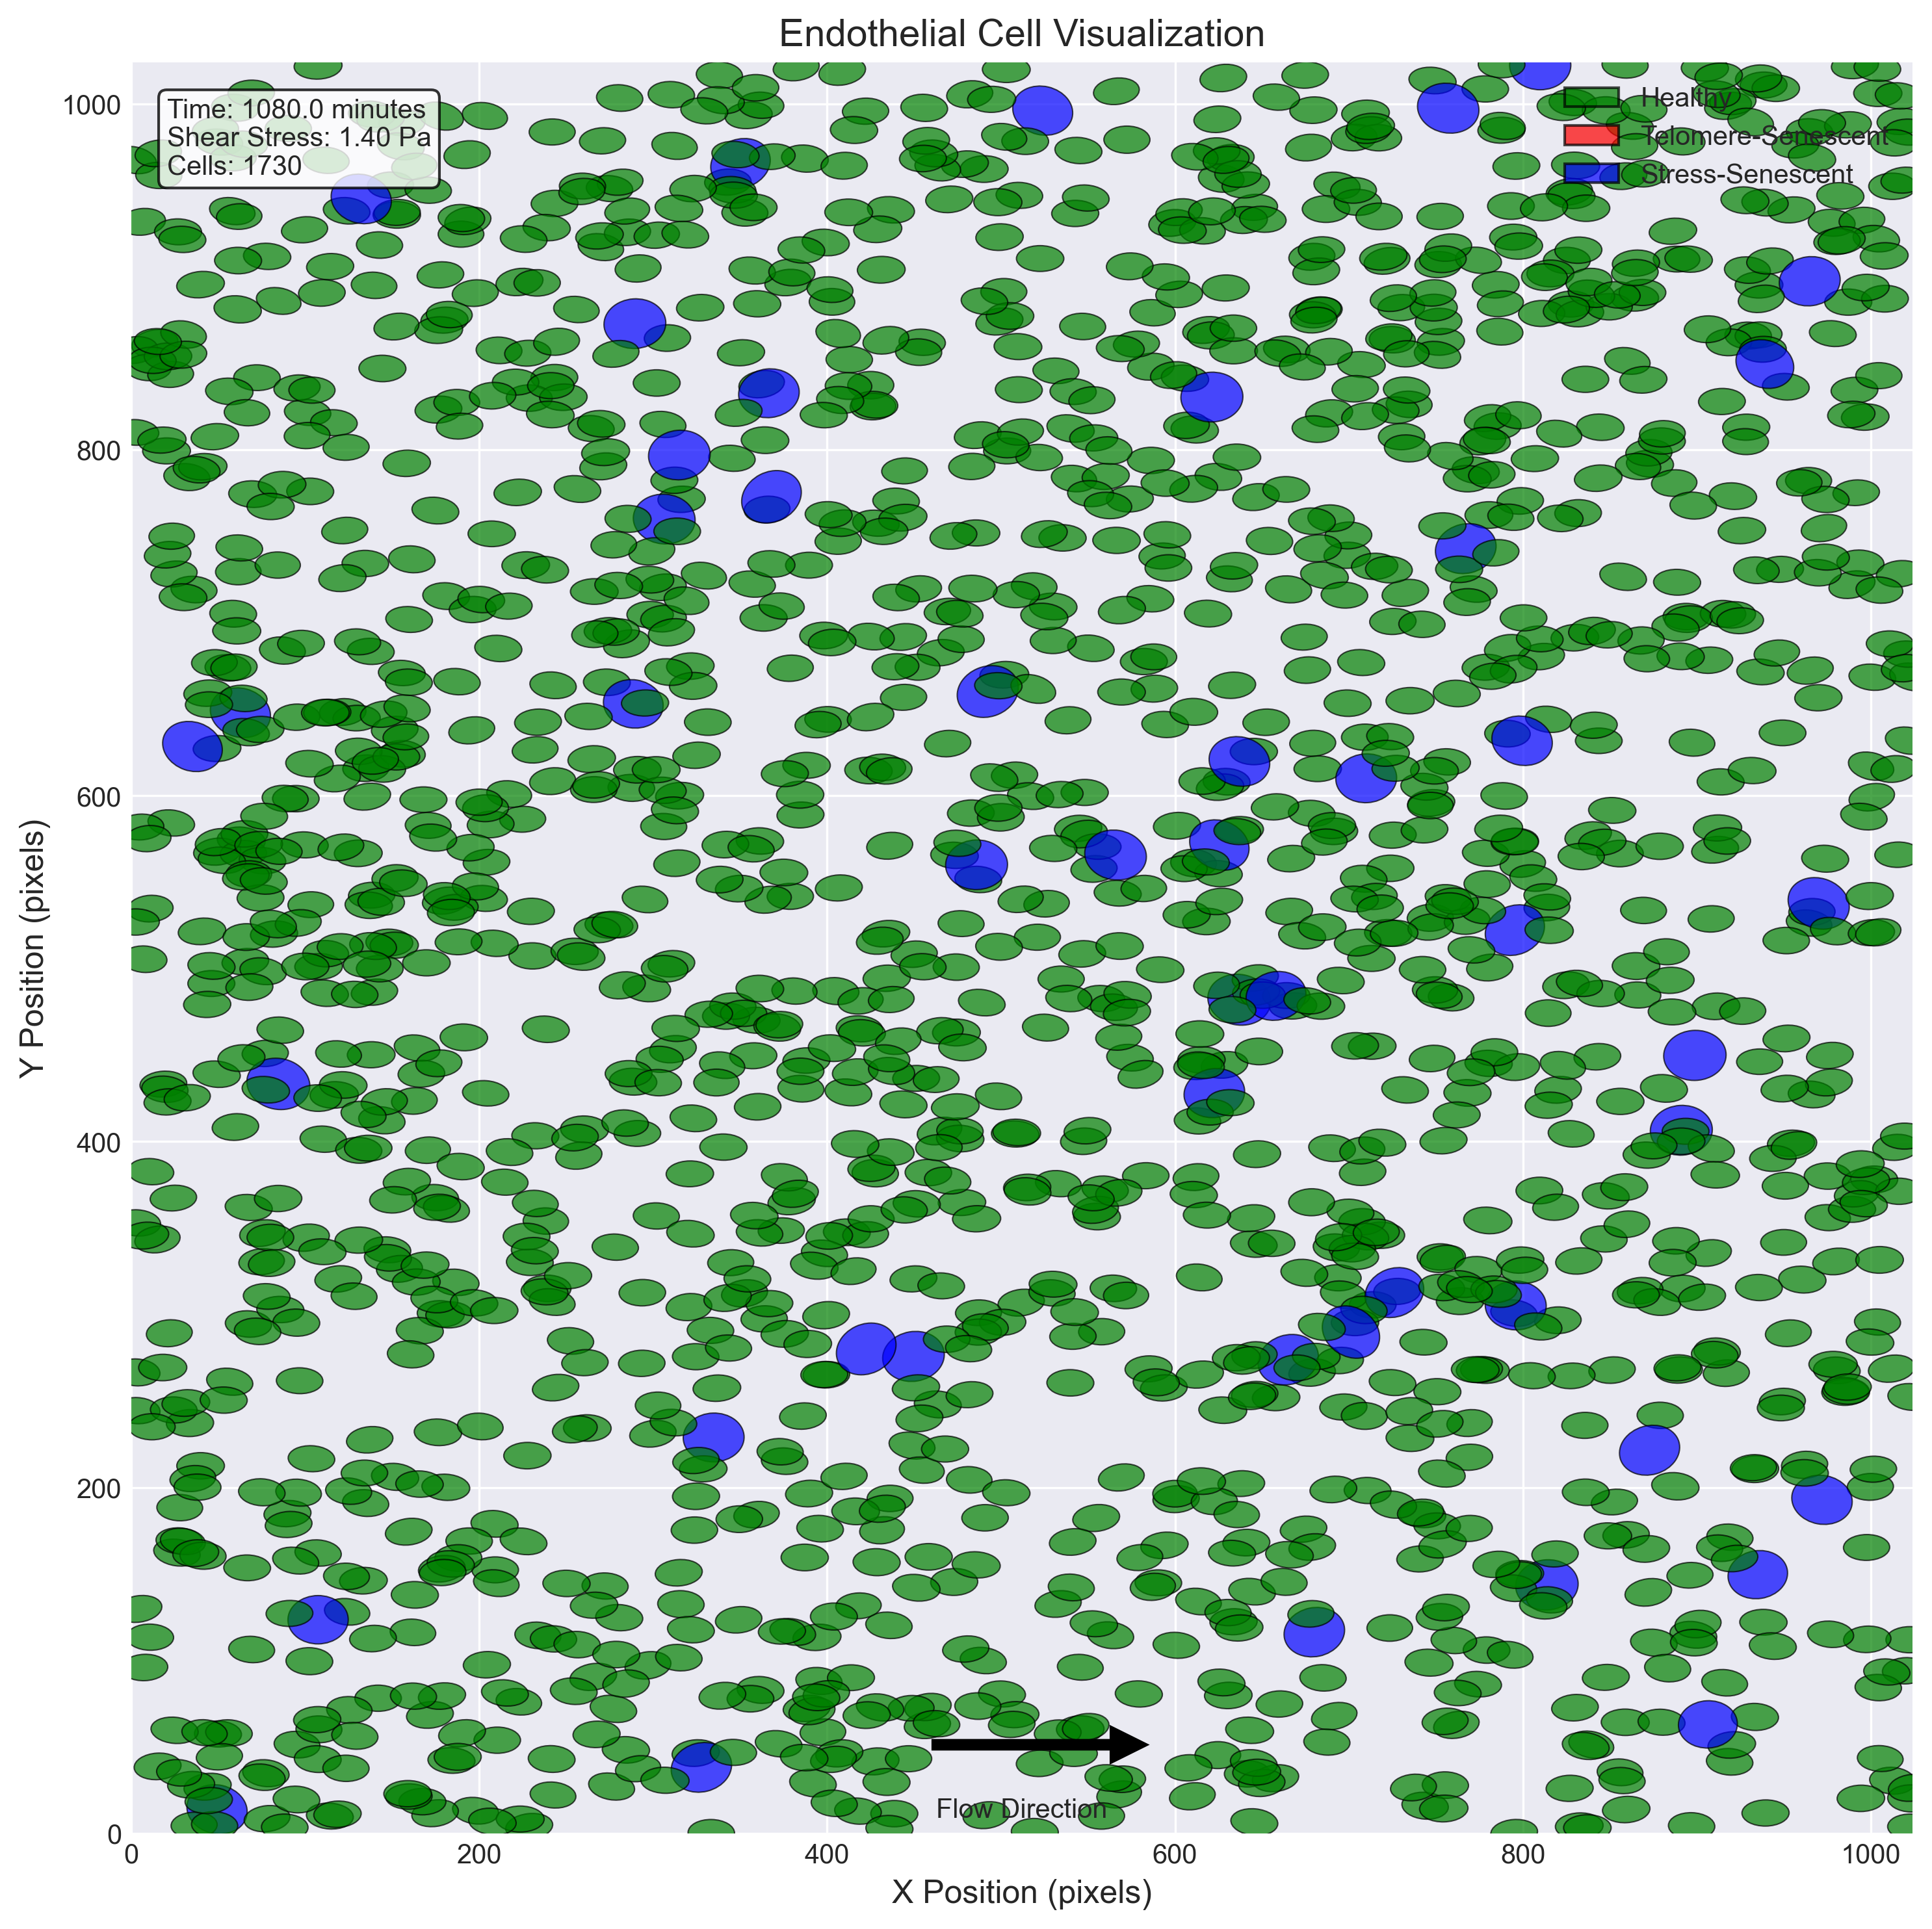 Endothelial Cell Visualization
Time: 1080.0 minutes
Shear Stress: 1.40 Pa
Cells: 1730
Healthy
Telomere-Senescent
Stress-Senescent
1000
800
600
400
200
0
Y Position (pixels)
Flow Direction
0 200 400 600 800 1000
X Position (pixels)